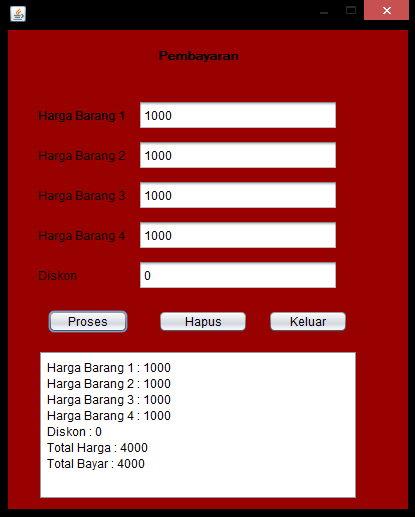 Pembayaran
Harga Barang 1 1000
Harga Barang 2 1000
Harga Barang 3 1000
Harga Barang 4 1000
Diskon 0
Proses Hapus Keluar
Harga Barang 1 : 1000
Harga Barang 2 : 1000
Harga Barang 3 : 1000
Harga Barang 4 : 1000
Diskon : 0
Total Harga : 4000
Total Bayar : 4000